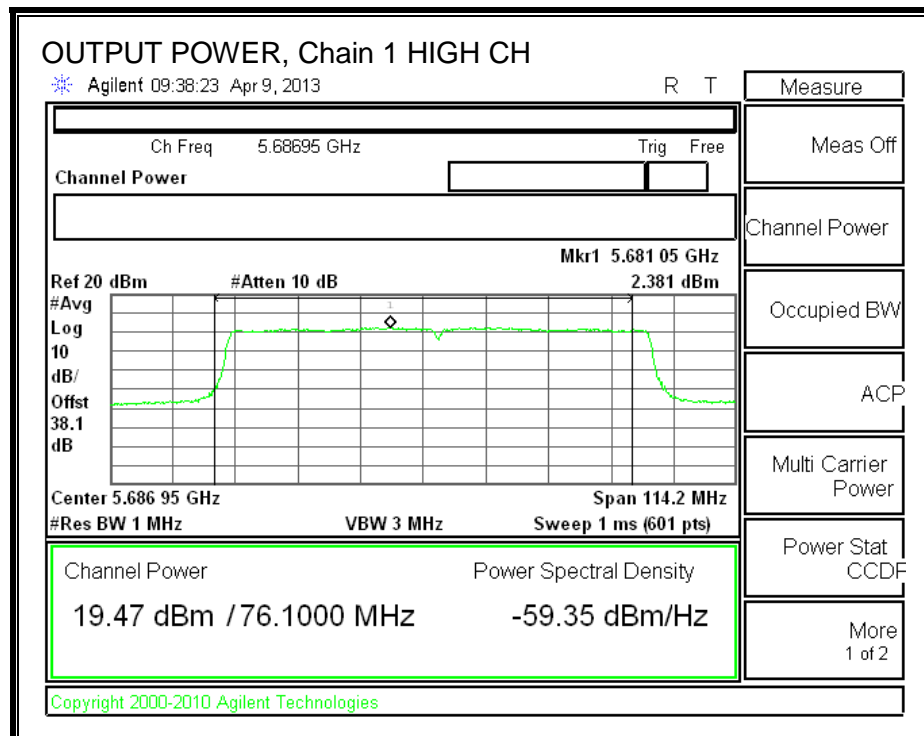 OUTPUT POWER, Chain 1 HIGH CH
Agilent 09:38:23 Apr 9, 2013 R T
Measure
Ch Freq 5.68695 GHz Trig Free
Meas Off
Channel Power
Channel Power
Mkr1 5.681 05 GHz
Ref 20 dBm #Atten 10 dB 2.381 dBm
Occupied BW
#Avg
Log
10
dB/
Offst
38.1
dB
1
ACP
Multi Carrier
Power
Center 5.686 95 GHz Span 114.2 MHz
#Res BW 1 MHz VBW 3 MHz Sweep 1 ms (601 pts)
Power Stat
CCDF
Channel Power Power Spectral Density
19.47 dBm / 76.1000 MHz -59.35 dBm/Hz
More
1 of 2
Copyright 2000-2010 Agilent Technologies